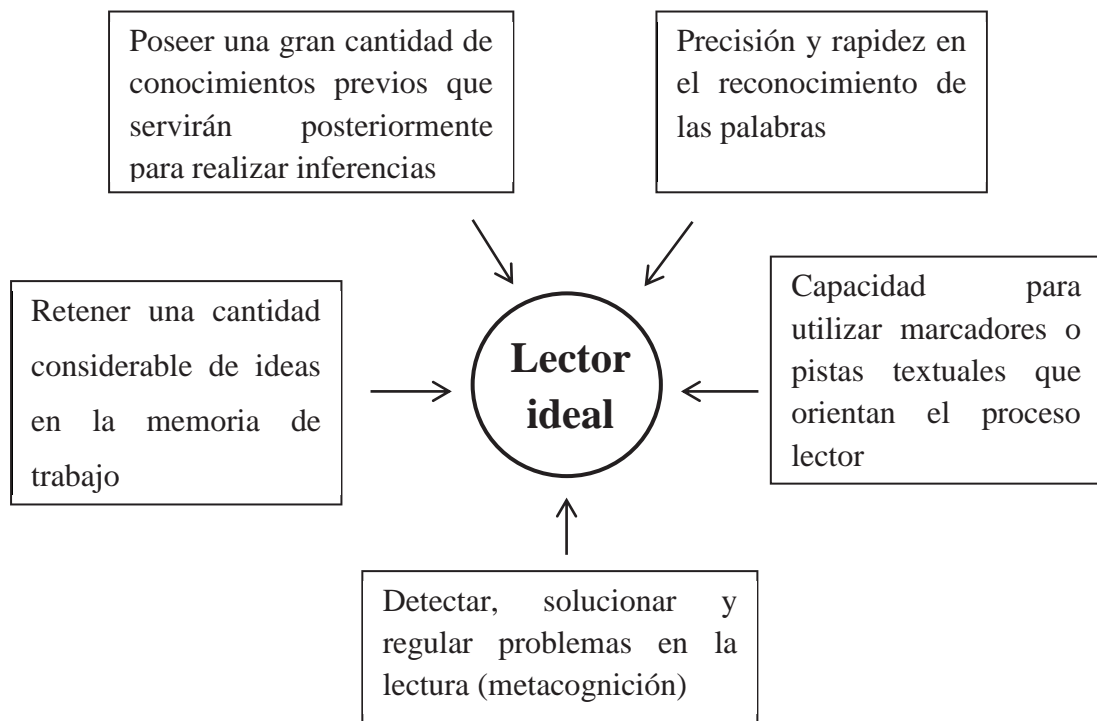 Poseer una gran cantidad de
conocimientos previos que
servirán posteriormente
para realizar inferencias
Precisión y rapidez en
el reconocimiento de
las palabras
Retener una cantidad
considerable de ideas
en la memoria de
trabajo
Lector
ideal
Capacidad para
utilizar marcadores o
pistas textuales que
orientan el proceso
lector
Detectar, solucionar y
regular problemas en la
lectura (metacognición)